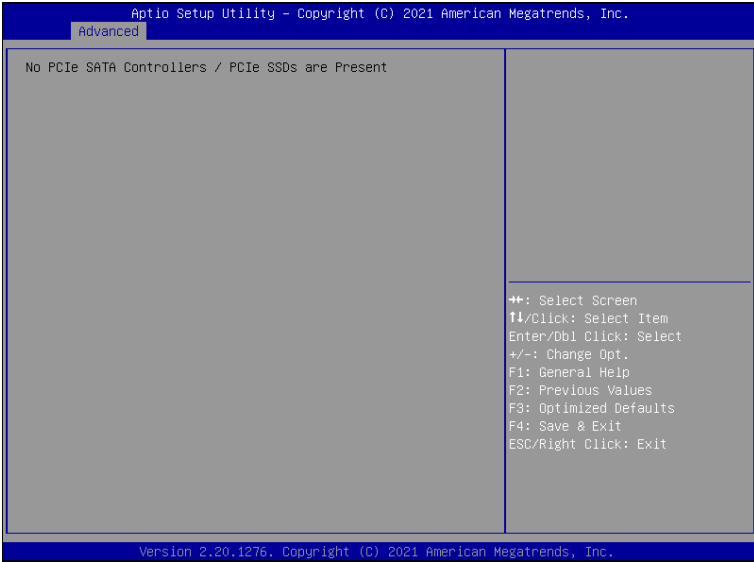 Aptio Setup Utility – Copyright (C) 2021 American Megatrends, Inc.
Advanced
No PCIe SATA Controllers / PCIe SSDs are Present
→←: Select Screen
↑↓/Click: Select Item
Enter/Dbl Click: Select
+/-: Change Opt.
F1: General Help
F2: Previous Values
F3: Optimized Defaults
F4: Save & Exit
ESC/Right Click: Exit
Version 2.20.1276. Copyright (C) 2021 American Megatrends, Inc.